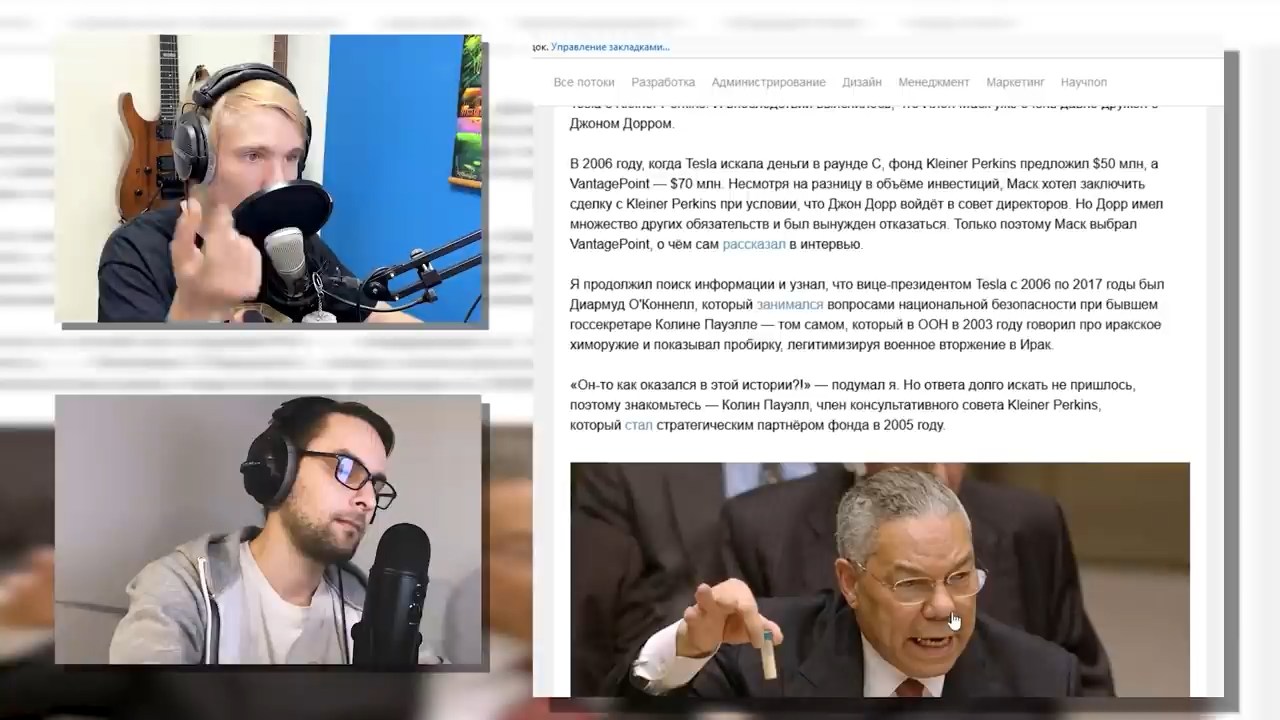 док. Управление закладками...
Все потоки Разработка Администрирование Дизайн Менеджмент Маркетинг Научпоп
Джоном Дорром.
В 2006 году, когда Tesla искала деньги в раунде C, фонд Kleiner Perkins предложил $50 млн, а
VantagePoint — $70 млн. Несмотря на разницу в объёме инвестиций, Маск хотел заключить
сделку с Kleiner Perkins при условии, что Джон Дорр войдёт в совет директоров. Но Дорр имел
множество других обязательств и был вынужден отказаться. Только поэтому Маск выбрал
VantagePoint, о чём сам рассказал в интервью.
Я продолжил поиск информации и узнал, что вице-президентом Tesla с 2006 по 2017 годы был
Диармуд О'Коннелл, который занимался вопросами национальной безопасности при бывшем
госсекретаре Колине Пауэлле — том самом, который в ООН в 2003 году говорил про иракское
химоружие и показывал пробирку, легитимизируя военное вторжение в Ирак.
«Он-то как оказался в этой истории?!» — подумал я. Но ответа долго искать не пришлось,
поэтому знакомьтесь — Колин Пауэлл, член консультативного совета Kleiner Perkins,
который стал стратегическим партнёром фонда в 2005 году.